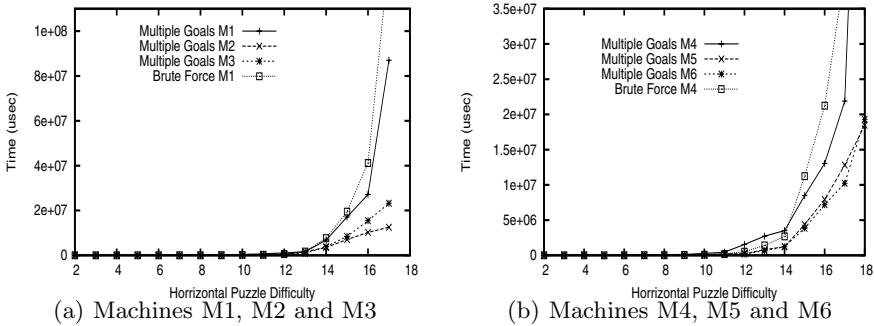 1e+08
8e+07
6e+07
4e+07
2e+07
0
Time (usec)
2 4 6 8 10 12 14 16 18
Horrizontal Puzzle Difficulty
Multiple Goals M1
Multiple Goals M2
Multiple Goals M3
Brute Force M1
(a) Machines M1, M2 and M3
3.5e+07
3e+07
2.5e+07
2e+07
1.5e+07
1e+07
5e+06
0
Time (usec)
2 4 6 8 10 12 14 16 18
Horrizontal Puzzle Difficulty
Multiple Goals M4
Multiple Goals M5
Multiple Goals M6
Brute Force M4
(b) Machines M4, M5 and M6